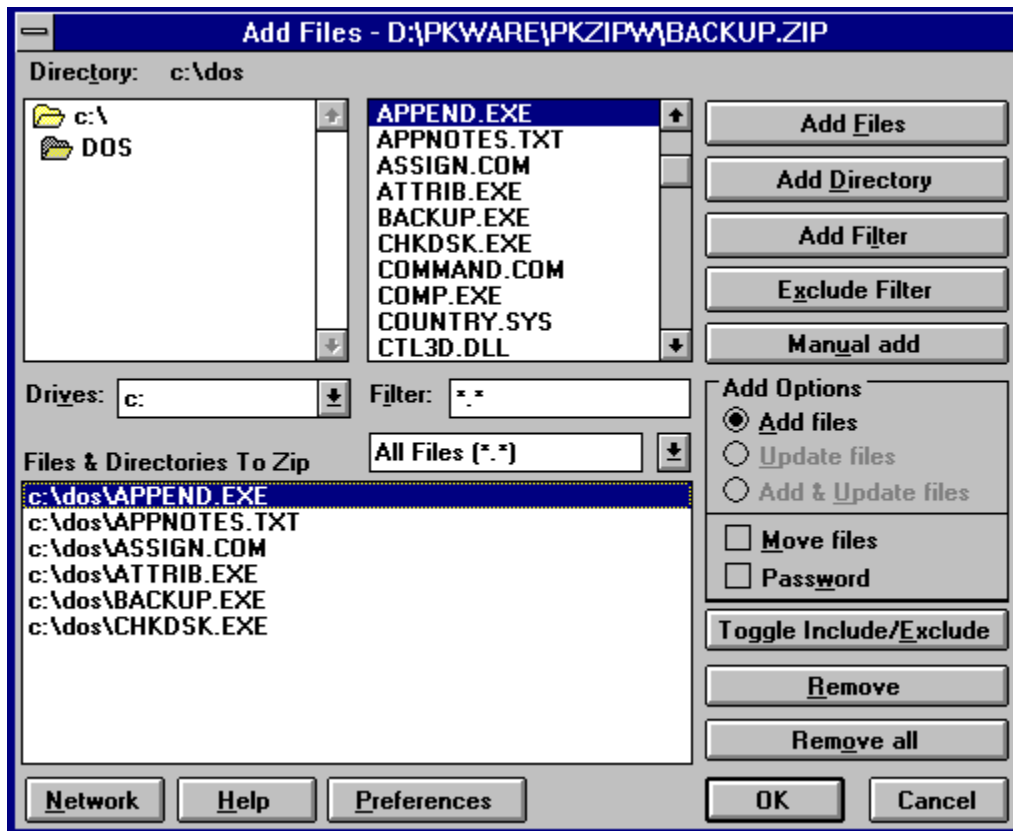 Add Files - D:\PKWARE\PKZIPW\BACKUP.ZIP
Directory: c:\dos
c:\
DOS
APPEND.EXE
APPNOTES.TXT
ASSIGN.COM
ATTRIB.EXE
BACKUP.EXE
CHKDSK.EXE
COMMAND.COM
COMP.EXE
COUNTRY.SYS
CTL3D.DLL
Add Files
Add Directory
Add Filter
Exclude Filter
Manual add
Drives: c:
Filter: *.*
All Files (*.*)
Add Options
Add files
Update files
Add & Update files
Move files
Password
Files & Directories To Zip
c:\dos\APPEND.EXE
c:\dos\APPNOTES.TXT
c:\dos\ASSIGN.COM
c:\dos\ATTRIB.EXE
c:\dos\BACKUP.EXE
c:\dos\CHKDSK.EXE
Toggle Include/Exclude
Remove
Remove all
Network
Help
Preferences
OK
Cancel